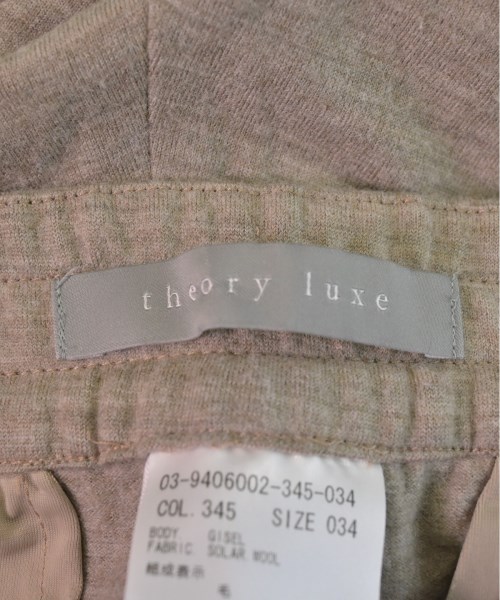 theory luxe
03-9406002-345-034
COL. 345 SIZE 034
BODY GISEL
FABRIC SOLAR.WOOL
組成表示
毛